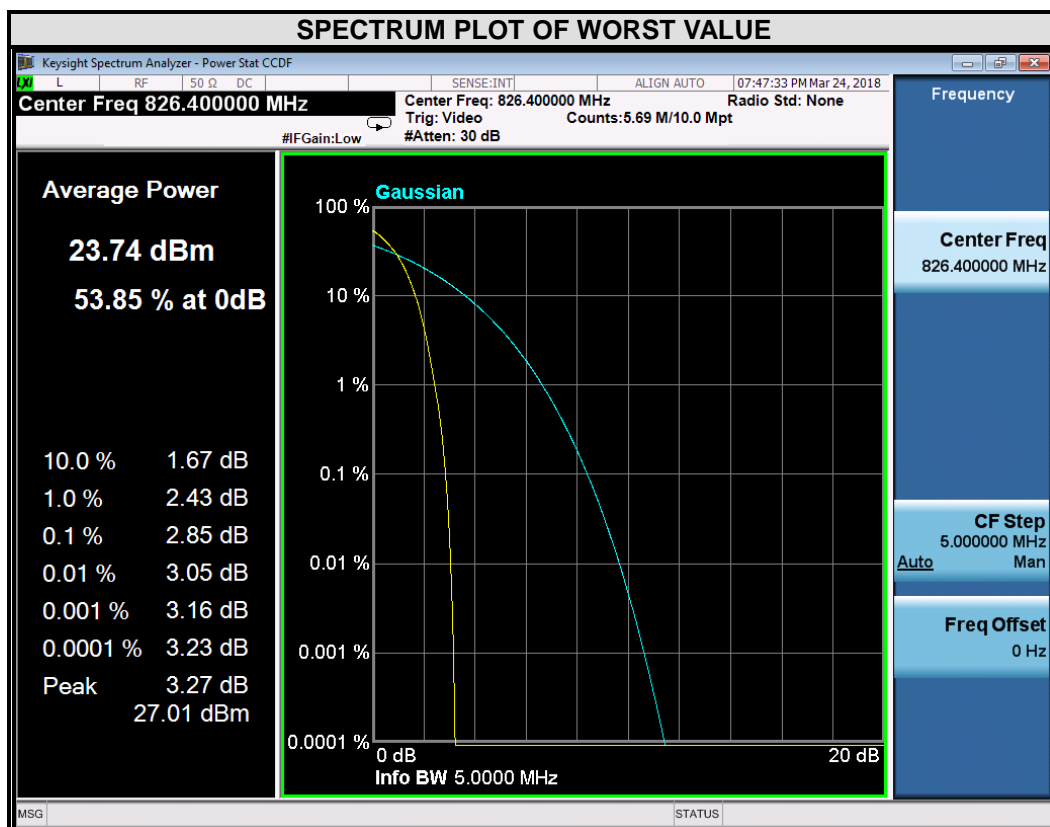 SPECTRUM PLOT OF WORST VALUE
Keysight Spectrum Analyzer - Power Stat CCDF
LXI L RF 50 Ω DC SENSE:INT ALIGN AUTO 07:47:33 PM Mar 24, 2018
Center Freq 826.400000 MHz
#IFGain:Low
Center Freq: 826.400000 MHz
Trig: Video
#Atten: 30 dB
Counts:5.69 M/10.0 Mpt
Radio Std: None
Average Power
23.74 dBm
53.85 % at 0dB
10.0 % 1.67 dB
1.0 % 2.43 dB
0.1 % 2.85 dB
0.01 % 3.05 dB
0.001 % 3.16 dB
0.0001 % 3.23 dB
Peak 3.27 dB
27.01 dBm
Gaussian
100 %
10 %
1 %
0.1 %
0.01 %
0.001 %
0.0001 %
0 dB 20 dB
Info BW 5.0000 MHz
Frequency
Center Freq
826.400000 MHz
CF Step
5.000000 MHz
Auto Man
Freq Offset
0 Hz
MSG STATUS